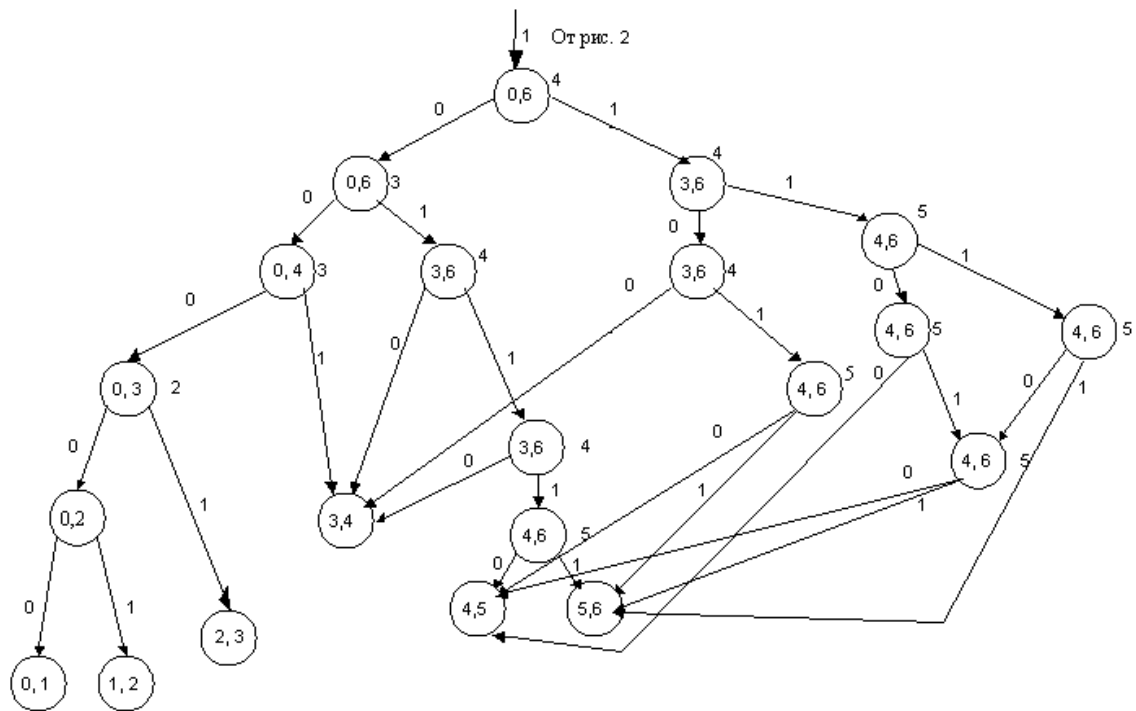 1 От рис. 2
0,6 4
0 1
0,6 3 3,6 4
0 1 0 1
0, 4 3 3,6 4 3,6 4 4,6 5
0 1 0 1 0 1 0 1
0, 3 2 4, 6 5 4, 6 5 4, 6 5
0 1 0 1 0 1 0 1
3,6 4 4, 6 5
0 1 0 1
0,2 3,4 4,6 5
0 1 0 1
4,5 5,6
2, 3
0, 1 1, 2